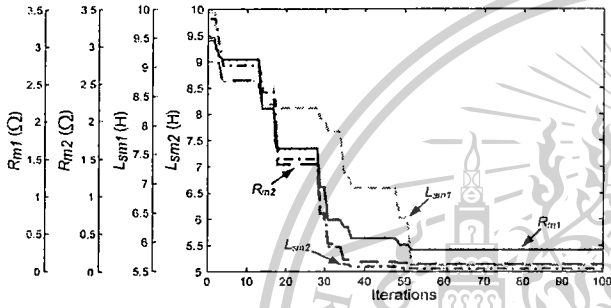 3.5 3.5 10 10
3 3 9.5 9.5
2.5 2.5 9 9
2 2 8.5 8.5
8 8
1.5 1.5 7.5 7.5
1 1 7 7
6.5 6.5
0.5 0.5 6 6
5.5 5.5
0 0 5
Rm1 (Ω)
Rm2 (Ω)
Lsm1 (H)
Lsm2 (H)
Rm2
Lsm1
Rm1
Lsm2
0 10 20 30 40 50 60 70 80 90 100
Iterations